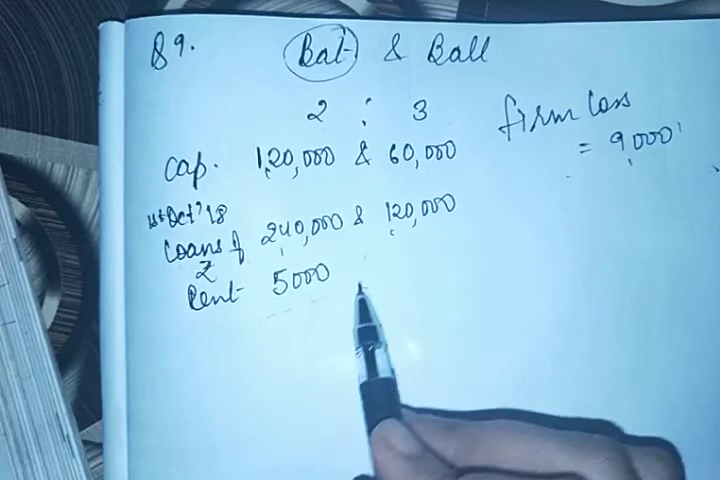 Q9. Bat & Ball
2 : 3
firm loss = 9,000
Cap. 1,20,000 & 60,000
1st Oct' 18
Loans of 240,000 & 120,000
Rent 5000